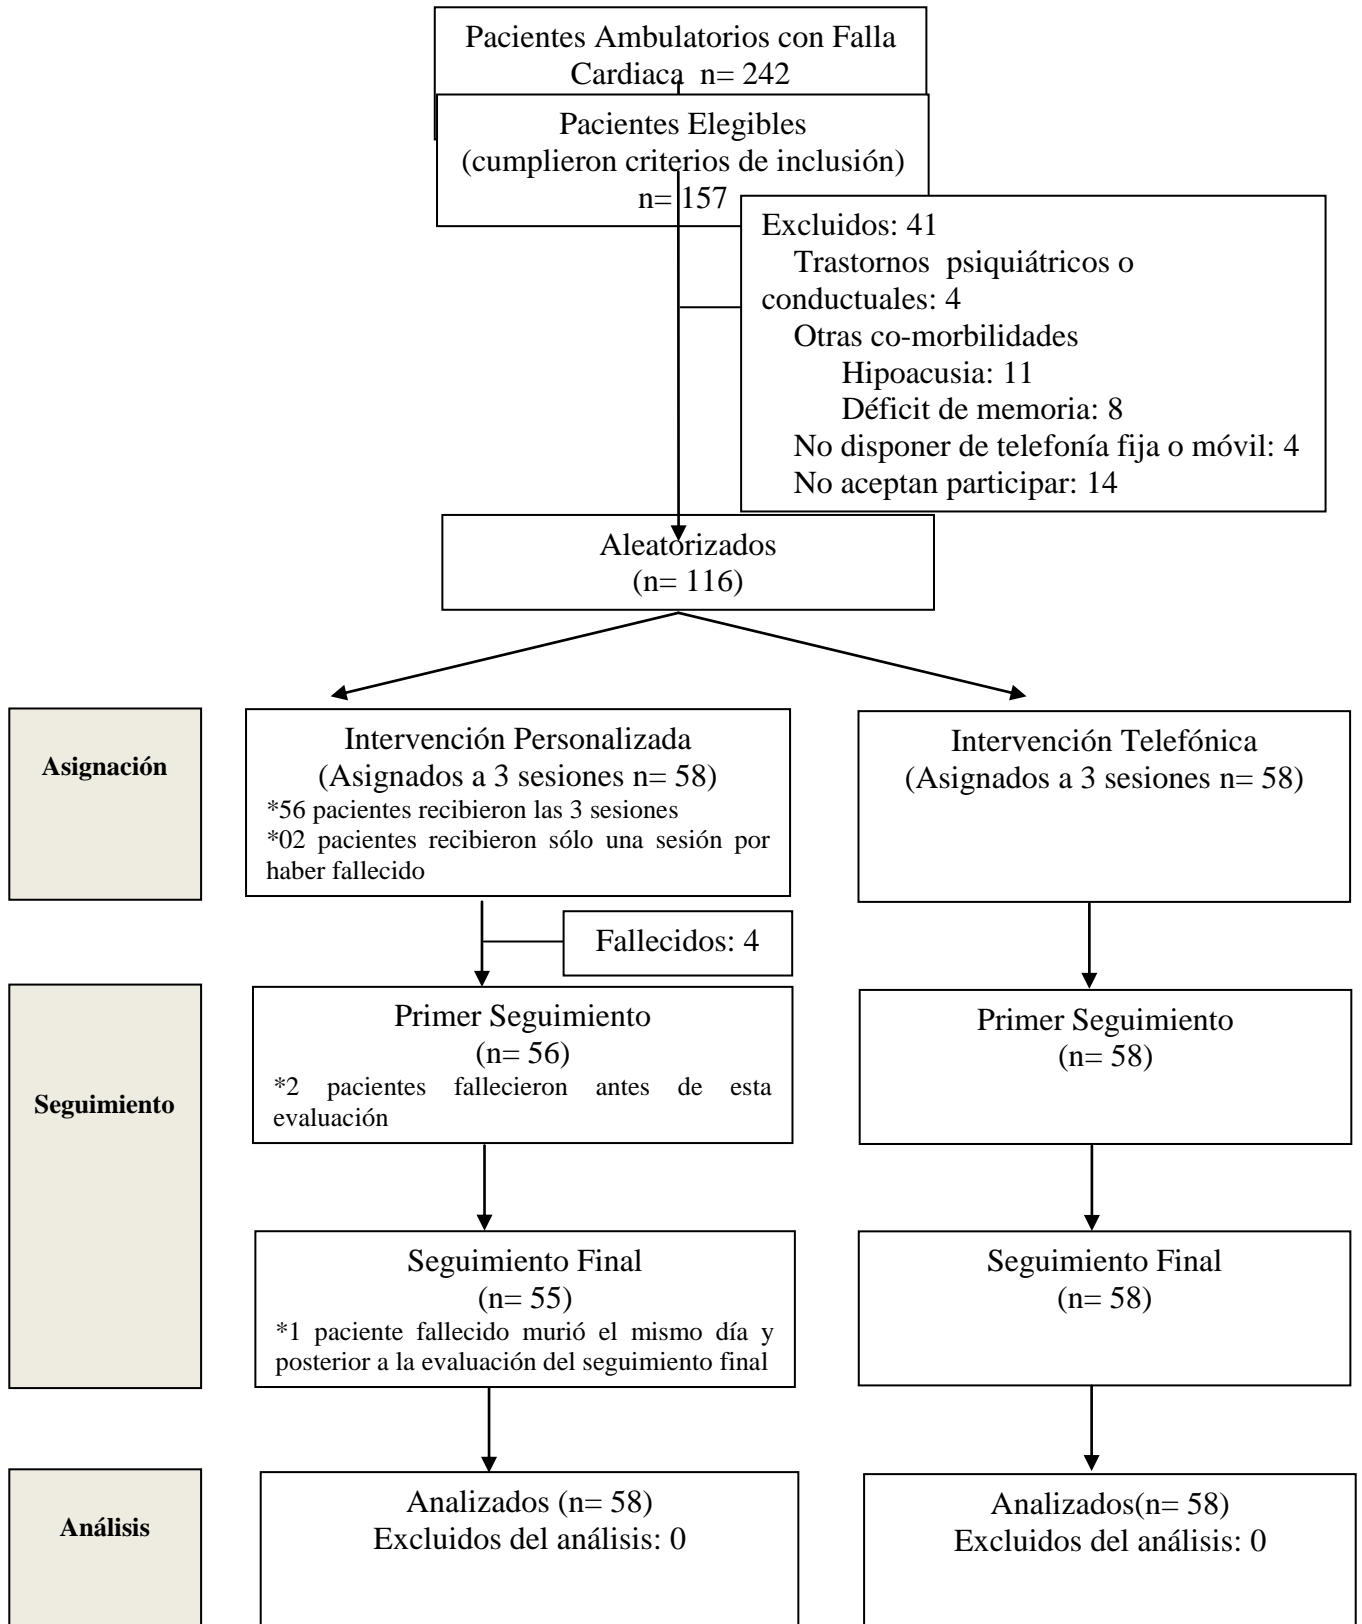 Pacientes Ambulatorios con Falla
Cardiaca n= 242
Pacientes Elegibles
(cumplieron criterios de inclusión)
n= 157
Excluidos: 41
Trastornos psiquiátricos o
conductuales: 4
Otras co-morbilidades
Hipoacusia: 11
Déficit de memoria: 8
No disponer de telefonía fija o móvil: 4
No aceptan participar: 14
Aleatorizados
(n= 116)
Asignación
Intervención Personalizada
(Asignados a 3 sesiones n= 58)
*56 pacientes recibieron las 3 sesiones
*02 pacientes recibieron sólo una sesión por
haber fallecido
Intervención Telefónica
(Asignados a 3 sesiones n= 58)
Fallecidos: 4
Seguimiento
Primer Seguimiento
(n= 56)
*2 pacientes fallecieron antes de esta
evaluación
Primer Seguimiento
(n= 58)
Seguimiento Final
(n= 55)
*1 paciente fallecido murió el mismo día y
posterior a la evaluación del seguimiento final
Seguimiento Final
(n= 58)
Análisis
Analizados (n= 58)
Excluidos del análisis: 0
Analizados(n= 58)
Excluidos del análisis: 0